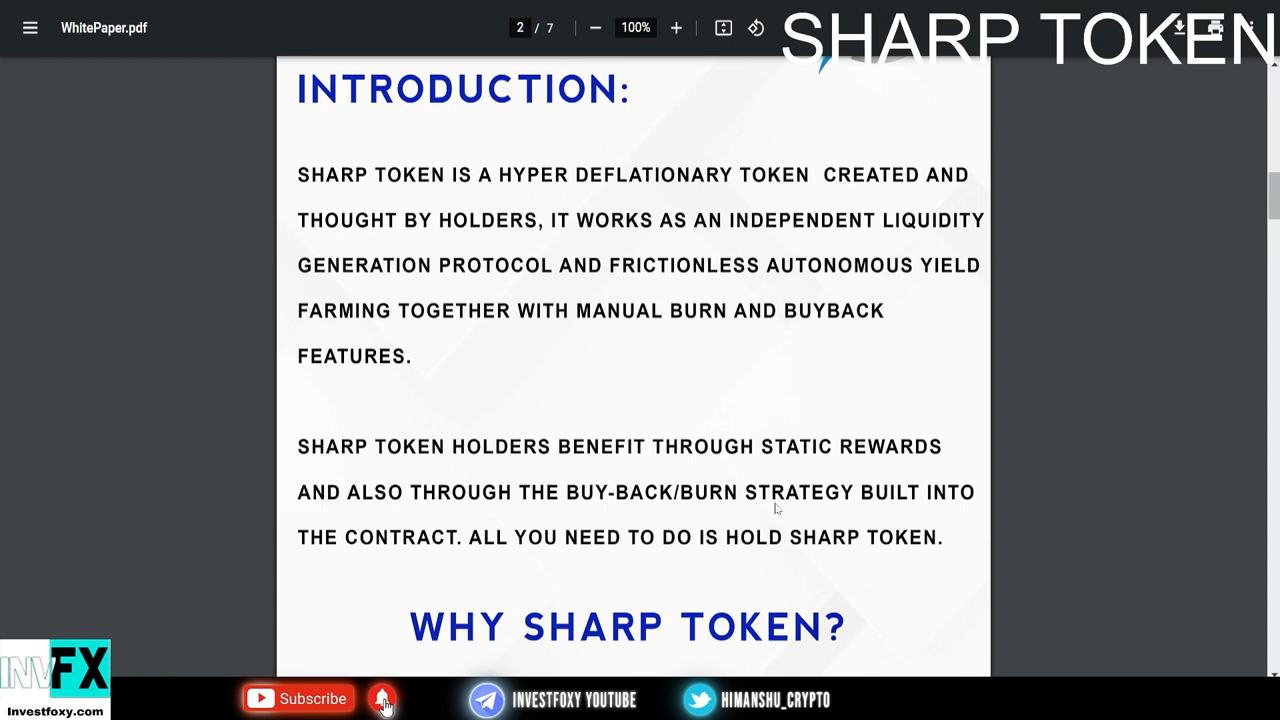 WhitePaper.pdf
2 / 7
100%
SHARP TOKEN
INTRODUCTION:
SHARP TOKEN IS A HYPER DEFLATIONARY TOKEN CREATED AND
THOUGHT BY HOLDERS, IT WORKS AS AN INDEPENDENT LIQUIDITY
GENERATION PROTOCOL AND FRICTIONLESS AUTONOMOUS YIELD
FARMING TOGETHER WITH MANUAL BURN AND BUYBACK
FEATURES.
SHARP TOKEN HOLDERS BENEFIT THROUGH STATIC REWARDS
AND ALSO THROUGH THE BUY-BACK/BURN STRATEGY BUILT INTO
THE CONTRACT. ALL YOU NEED TO DO IS HOLD SHARP TOKEN.
WHY SHARP TOKEN?
INVFX
Investfoxy.com
Subscribe
INVESTFOXY YOUTUBE
HIMANSHU_CRYPTO